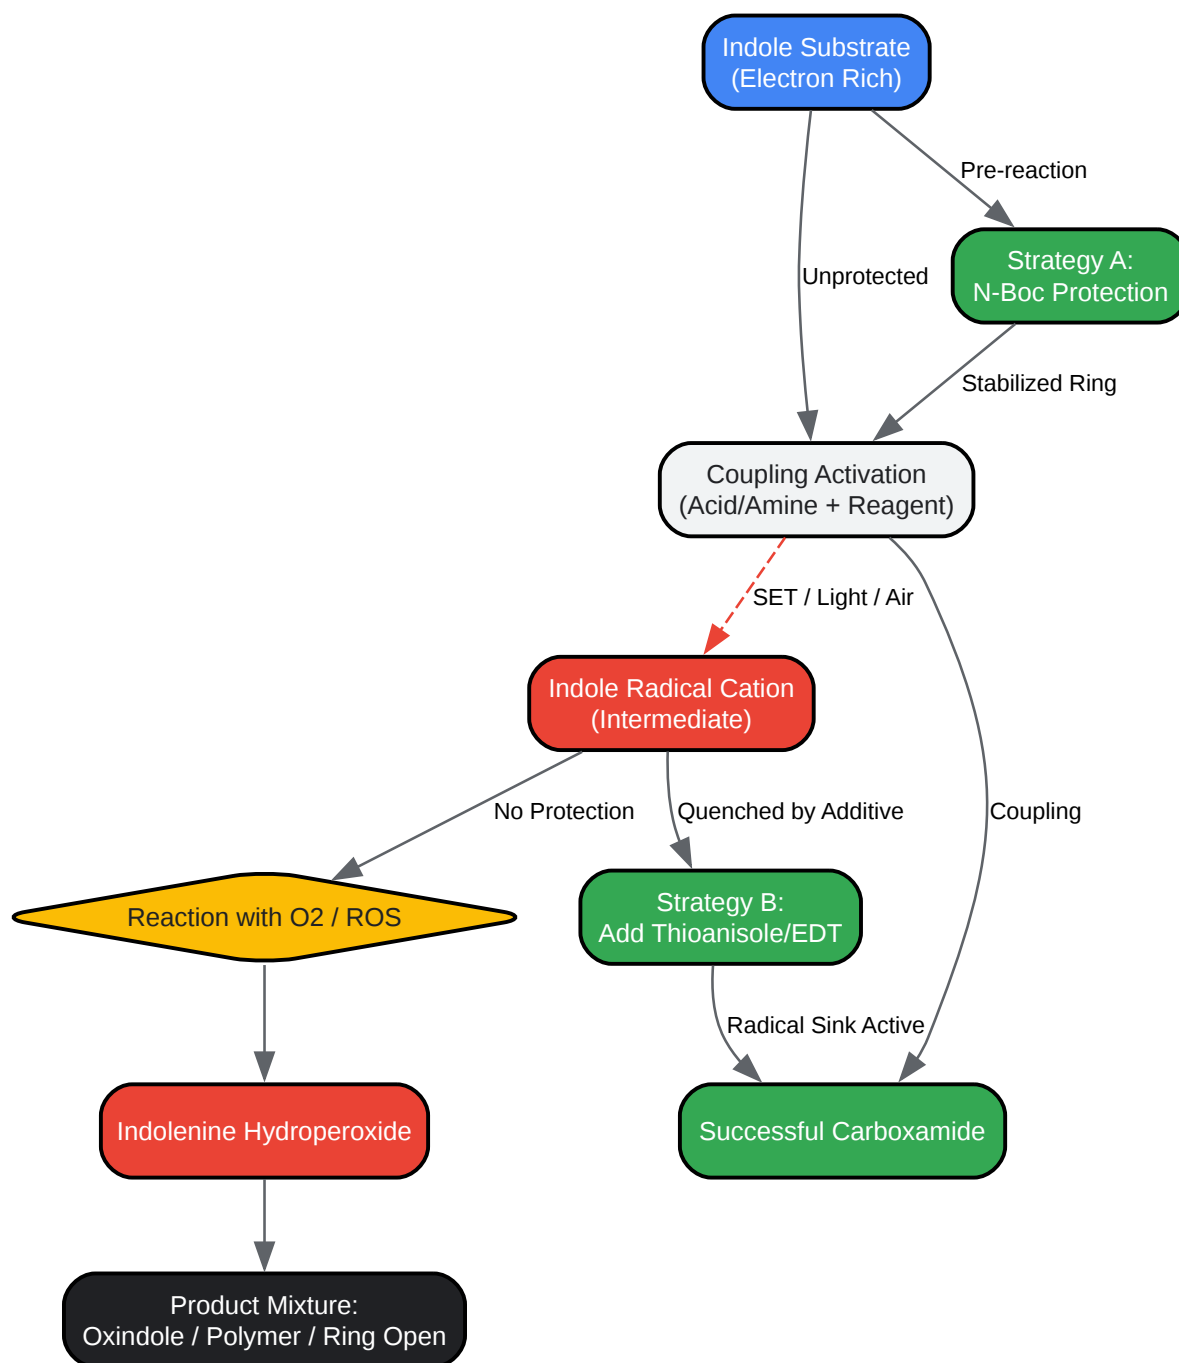 Indole Substrate
(Electron Rich)
Pre-reaction
Strategy A:
N-Boc Protection
Unprotected
Stabilized Ring
Coupling Activation
(Acid/Amine + Reagent)
SET / Light / Air
Indole Radical Cation
(Intermediate)
No Protection
Quenched by Additive
Coupling
Reaction with O2 / ROS
Strategy B:
Add Thioanisole/EDT
Radical Sink Active
Indolenine Hydroperoxide
Successful Carboxamide
Product Mixture:
Oxindole / Polymer / Ring Open